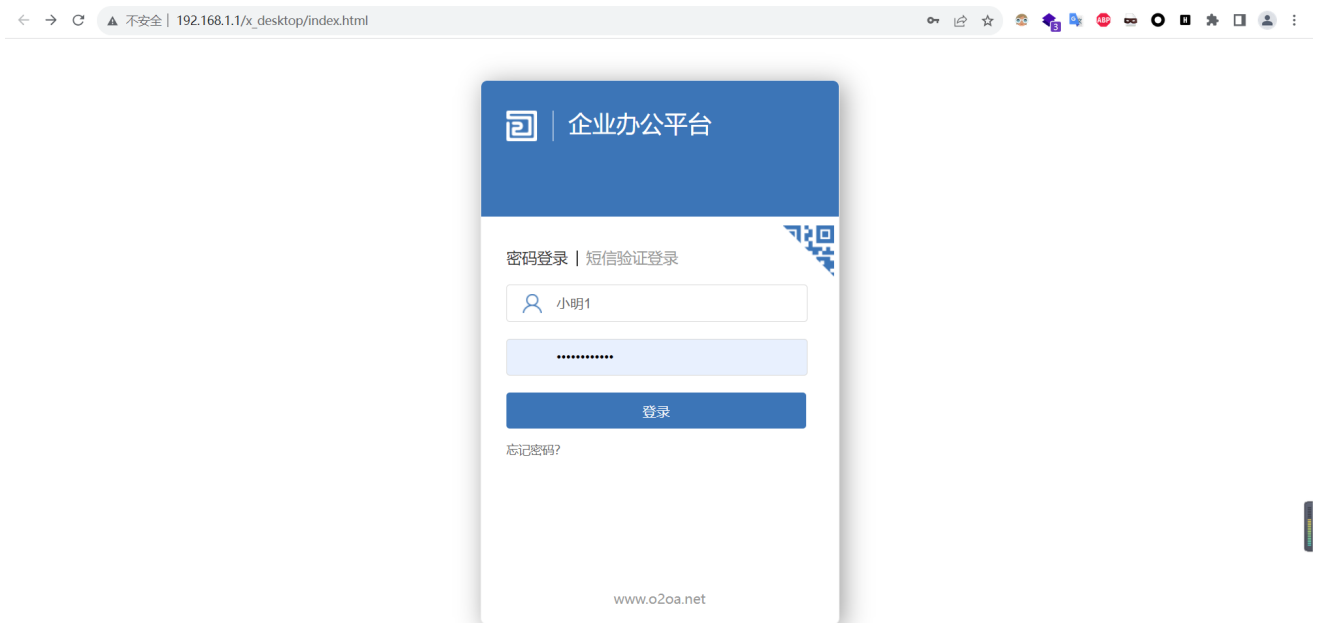 不安全 | 192.168.1.1/x_desktop/index.html
3
ABP
H
企业办公平台
密码登录 | 短信验证登录
小明1
••••••••••••
登录
忘记密码?
www.o2oa.net